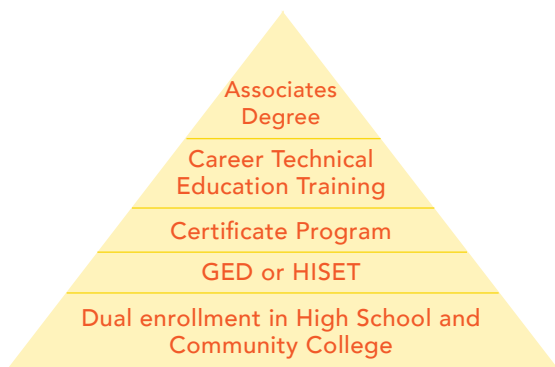 Associates
Degree
Career Technical
Education Training
Certificate Program
GED or HISET
Dual enrollment in High School and
Community College